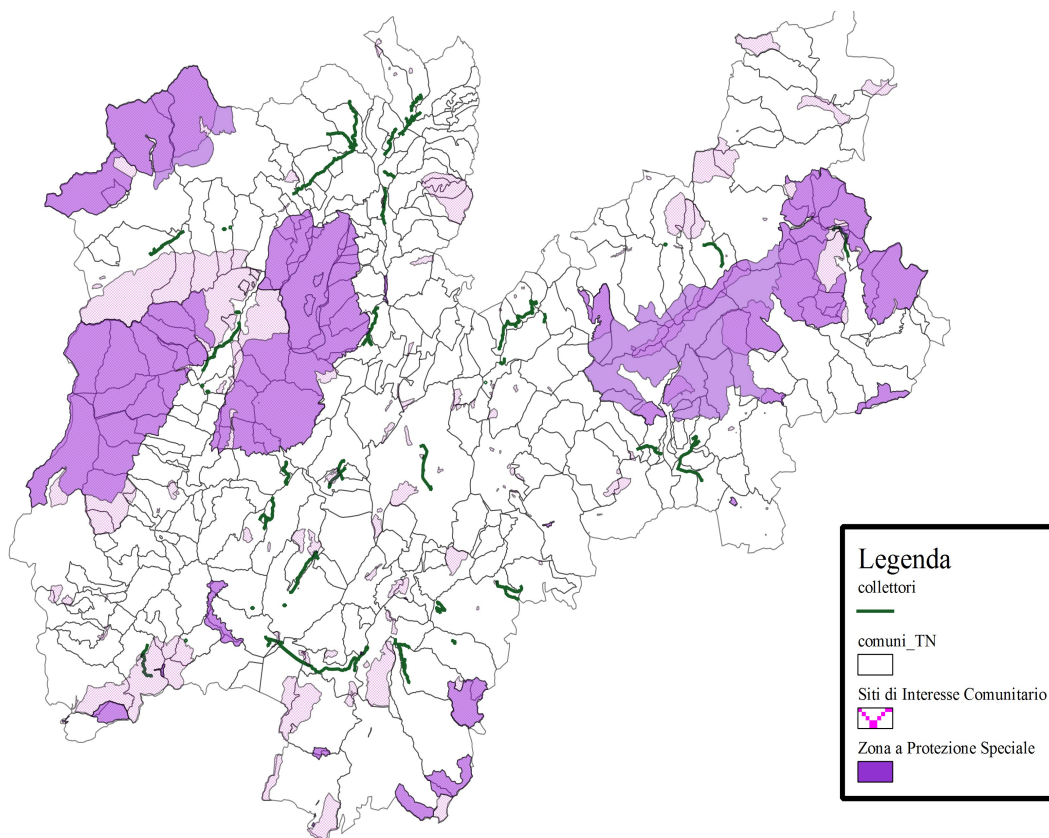 Legenda
collettori
comuni_TN
Siti di Interesse Comunitario
Zona a Protezione Speciale